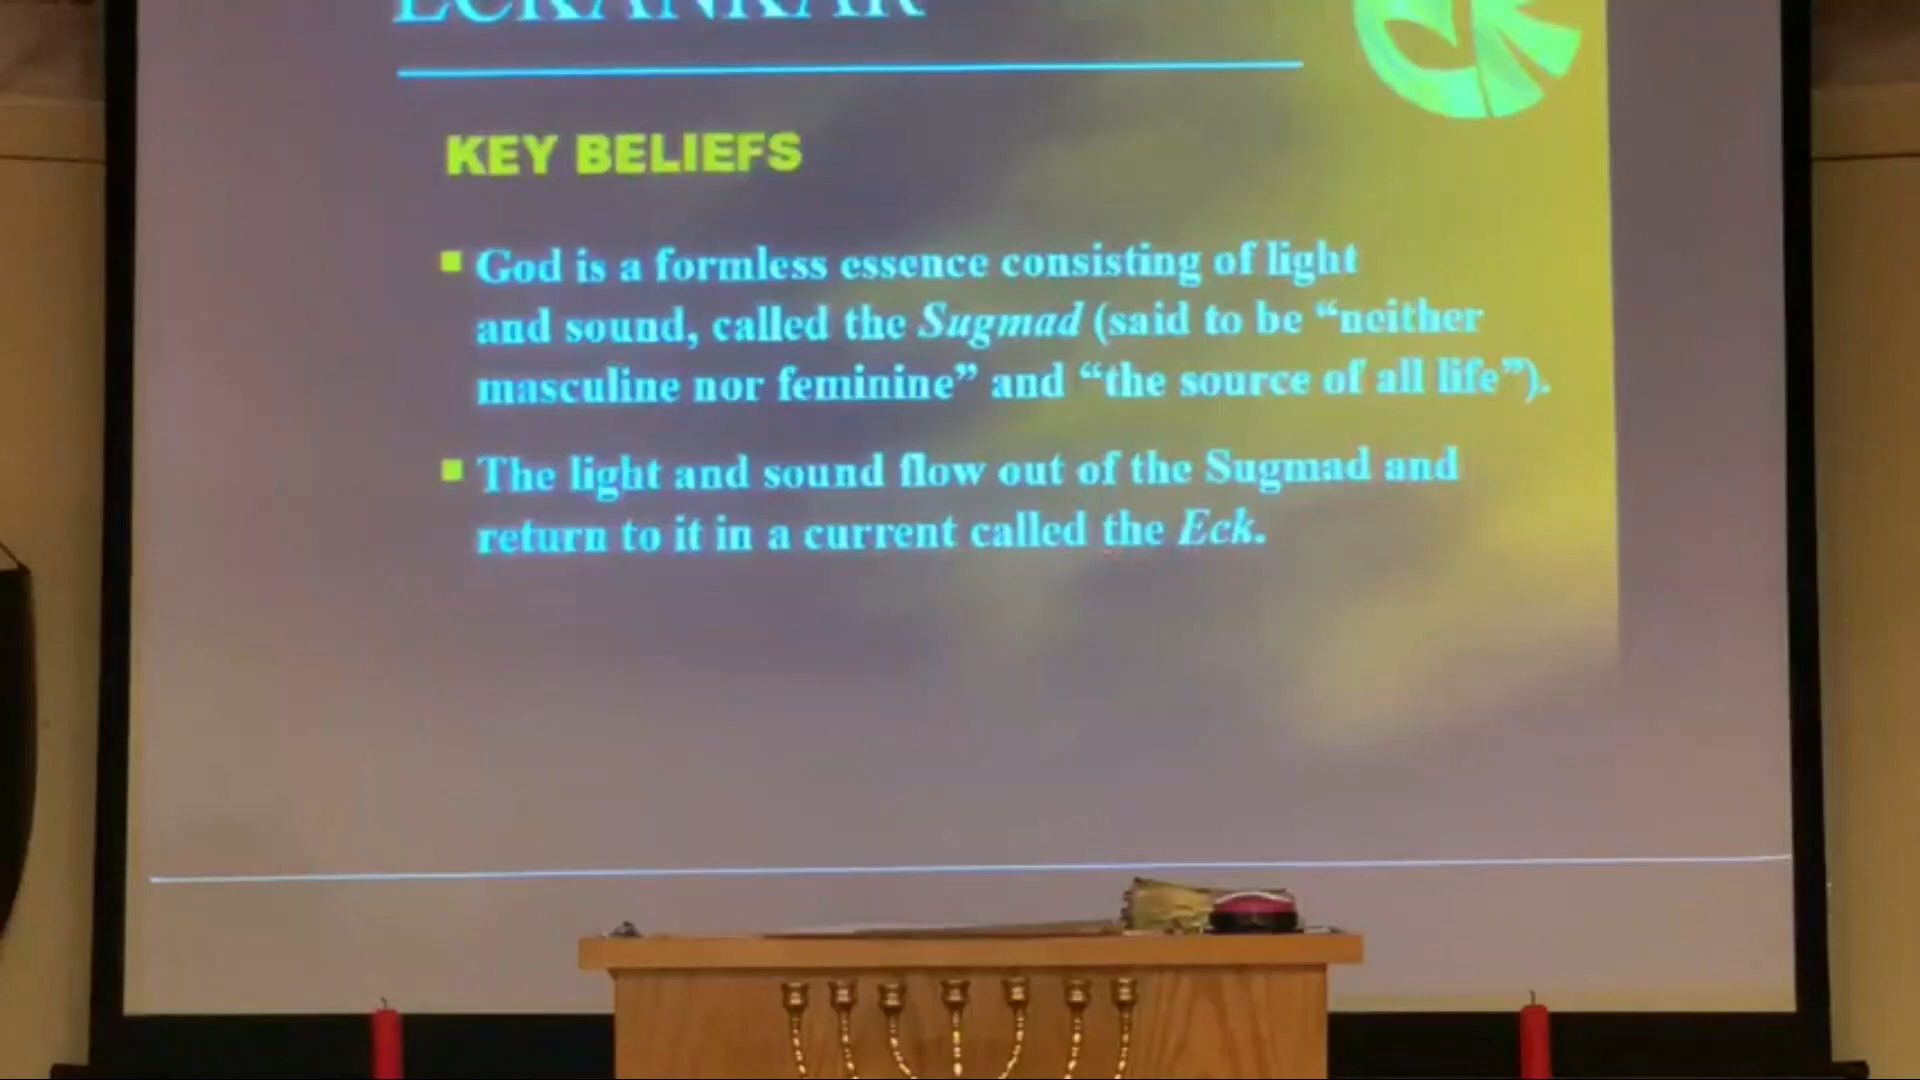 ECKANKAR
KEY BELIEFS
God is a formless essence consisting of light
and sound, called the Sugmad (said to be “neither
masculine nor feminine” and “the source of all life”).
The light and sound flow out of the Sugmad and
return to it in a current called the Eck.